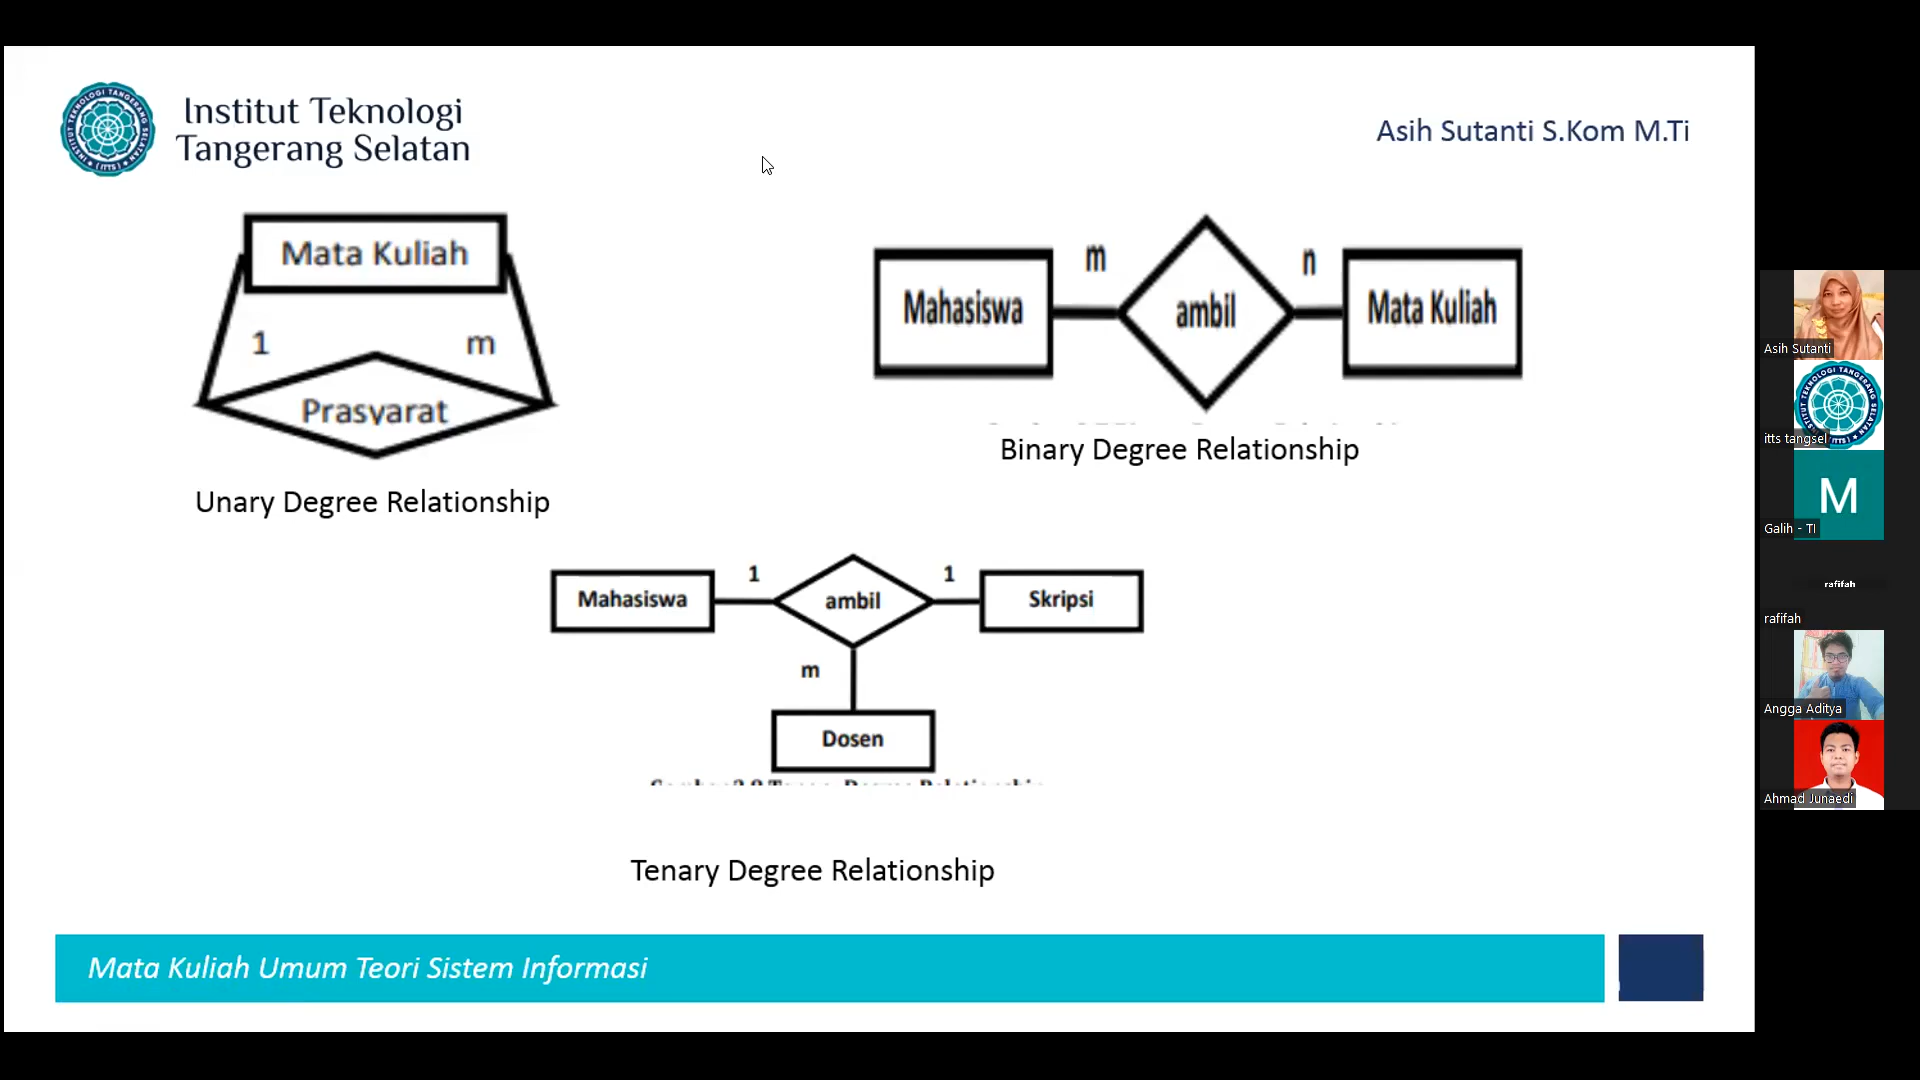 Institut Teknologi
Tangerang Selatan
Asih Sutanti S.Kom M.Ti
Mata Kuliah
1
m
Prasyarat
Unary Degree Relationship
m
n
Mahasiswa
ambil
Mata Kuliah
Binary Degree Relationship
1
1
Mahasiswa
ambil
Skripsi
m
Dosen
Tenary Degree Relationship
Mata Kuliah Umum Teori Sistem Informasi
Asih Sutanti
itts tangsel
M
Galih - TI
rafifah
rafifah
Angga Aditya
Ahmad Junaedi